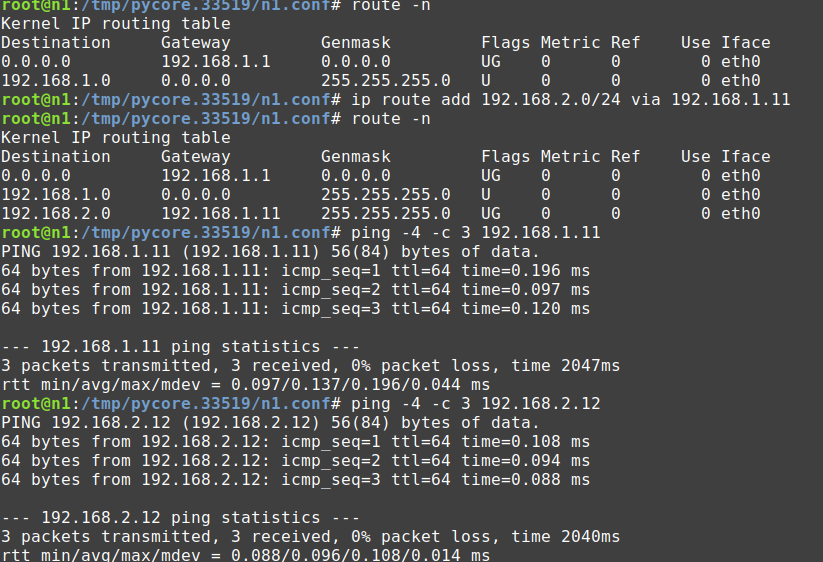 root@n1:/tmp/pycore.33519/n1.conf# route -n
Kernel IP routing table
Destination     Gateway         Genmask         Flags Metric Ref    Use Iface
0.0.0.0         192.168.1.1     0.0.0.0         UG    0      0        0 eth0
192.168.1.0     0.0.0.0         255.255.255.0   U     0      0        0 eth0
root@n1:/tmp/pycore.33519/n1.conf# ip route add 192.168.2.0/24 via 192.168.1.11
root@n1:/tmp/pycore.33519/n1.conf# route -n
Kernel IP routing table
Destination     Gateway         Genmask         Flags Metric Ref    Use Iface
0.0.0.0         192.168.1.1     0.0.0.0         UG    0      0        0 eth0
192.168.1.0     0.0.0.0         255.255.255.0   U     0      0        0 eth0
192.168.2.0     192.168.1.11    255.255.255.0   UG    0      0        0 eth0
root@n1:/tmp/pycore.33519/n1.conf# ping -4 -c 3 192.168.1.11
PING 192.168.1.11 (192.168.1.11) 56(84) bytes of data.
64 bytes from 192.168.1.11: icmp_seq=1 ttl=64 time=0.196 ms
64 bytes from 192.168.1.11: icmp_seq=2 ttl=64 time=0.097 ms
64 bytes from 192.168.1.11: icmp_seq=3 ttl=64 time=0.120 ms

--- 192.168.1.11 ping statistics ---
3 packets transmitted, 3 received, 0% packet loss, time 2047ms
rtt min/avg/max/mdev = 0.097/0.137/0.196/0.044 ms
root@n1:/tmp/pycore.33519/n1.conf# ping -4 -c 3 192.168.2.12
PING 192.168.2.12 (192.168.2.12) 56(84) bytes of data.
64 bytes from 192.168.2.12: icmp_seq=1 ttl=64 time=0.108 ms
64 bytes from 192.168.2.12: icmp_seq=2 ttl=64 time=0.094 ms
64 bytes from 192.168.2.12: icmp_seq=3 ttl=64 time=0.088 ms

--- 192.168.2.12 ping statistics ---
3 packets transmitted, 3 received, 0% packet loss, time 2040ms
rtt min/avg/max/mdev = 0.088/0.096/0.108/0.014 ms